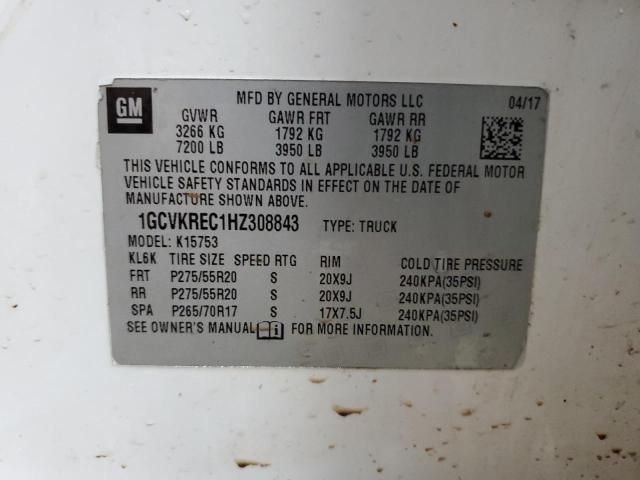 GM
MFD BY GENERAL MOTORS LLC 04/17
GVWR GAWR FRT GAWR RR
3266 KG 1792 KG 1792 KG
7200 LB 3950 LB 3950 LB
THIS VEHICLE CONFORMS TO ALL APPLICABLE U.S. FEDERAL MOTOR
VEHICLE SAFETY STANDARDS IN EFFECT ON THE DATE OF
MANUFACTURE SHOWN ABOVE.
1GCVKREC1HZ308843 TYPE: TRUCK
MODEL: K15753
KL6K TIRE SIZE SPEED RTG RIM COLD TIRE PRESSURE
FRT P275/55R20 S 20X9J 240KPA(35PSI)
RR P275/55R20 S 20X9J 240KPA(35PSI)
SPA P265/70R17 S 17X7.5J 240KPA(35PSI)
SEE OWNER'S MANUAL FOR MORE INFORMATION.